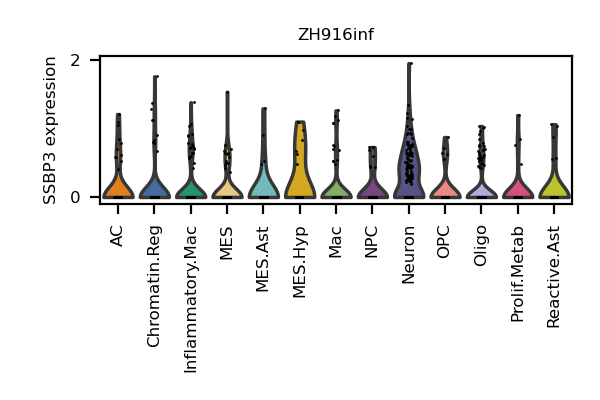 ZH916inf
SSBP3 expression
2
0
AC
Chromatin.Reg
Inflammatory.Mac
MES
MES.Ast
MES.Hyp
Mac
NPC
Neuron
OPC
Oligo
Prolif.Metab
Reactive.Ast